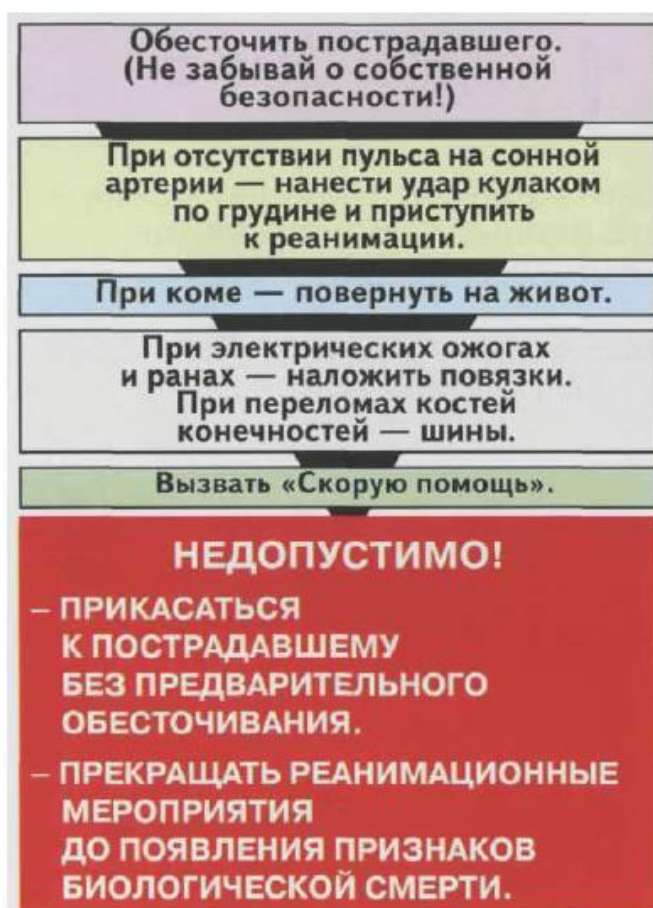 Обесточить пострадавшего.
(Не забывай о собственной
безопасности!)
При отсутствии пульса на сонной
артерии — нанести удар кулаком
по грудине и приступить
к реанимации.
При коме — повернуть на живот.
При электрических ожогах
и ранах — наложить повязки.
При переломах костей
конечностей — шины.
Вызвать «Скорую помощь».
НЕДОПУСТИМО!
– ПРИКАСАТЬСЯ
К ПОСТРАДАВШЕМУ
БЕЗ ПРЕДВАРИТЕЛЬНОГО
ОБЕСТОЧИВАНИЯ.
– ПРЕКРАЩАТЬ РЕАНИМАЦИОННЫЕ
МЕРОПРИЯТИЯ
ДО ПОЯВЛЕНИЯ ПРИЗНАКОВ
БИОЛОГИЧЕСКОЙ СМЕРТИ.